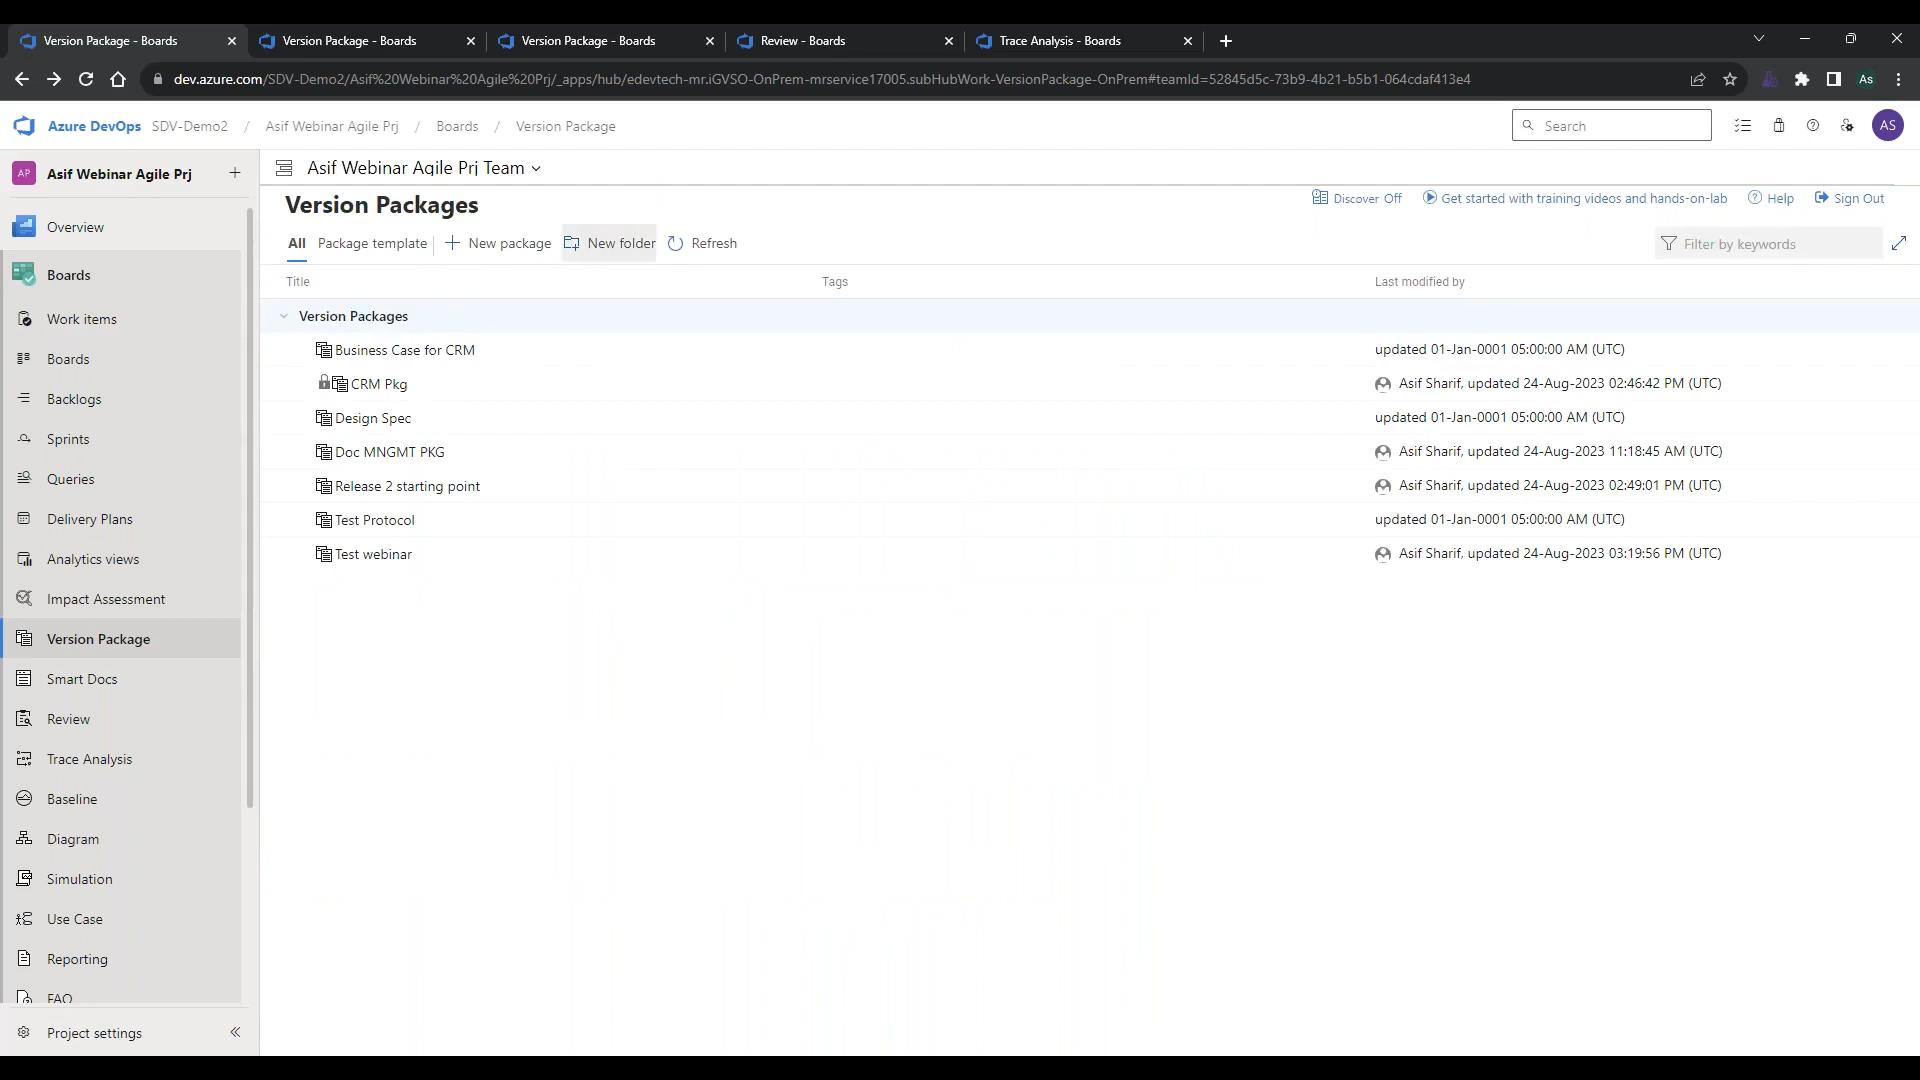 Version Package - Boards
Version Package - Boards
Version Package - Boards
Review - Boards
Trace Analysis - Boards
dev.azure.com/SDV-Demo2/Asif%20Webinar%20Agile%20Prj/_apps/hub/edevtech-mr.iGVSO-OnPrem-mrservice17005.subHubWork-VersionPackage-OnPrem#teamId=52845d5c-73b9-4b21-b5b1-064cdaf413e4
As
Azure DevOps SDV-Demo2 / Asif Webinar Agile Prj / Boards / Version Package
Search
AS
AP Asif Webinar Agile Prj
Overview
Boards
Work items
Boards
Backlogs
Sprints
Queries
Delivery Plans
Analytics views
Impact Assessment
Version Package
Smart Docs
Review
Trace Analysis
Baseline
Diagram
Simulation
Use Case
Reporting
FAQ
Project settings
Asif Webinar Agile Prj Team
Version Packages
Discover Off
Get started with training videos and hands-on-lab
Help
Sign Out
All Package template New package New folder Refresh
Filter by keywords
Title Tags Last modified by
Version Packages
Business Case for CRM updated 01-Jan-0001 05:00:00 AM (UTC)
CRM Pkg Asif Sharif, updated 24-Aug-2023 02:46:42 PM (UTC)
Design Spec updated 01-Jan-0001 05:00:00 AM (UTC)
Doc MNGMT PKG Asif Sharif, updated 24-Aug-2023 11:18:45 AM (UTC)
Release 2 starting point Asif Sharif, updated 24-Aug-2023 02:49:01 PM (UTC)
Test Protocol updated 01-Jan-0001 05:00:00 AM (UTC)
Test webinar Asif Sharif, updated 24-Aug-2023 03:19:56 PM (UTC)